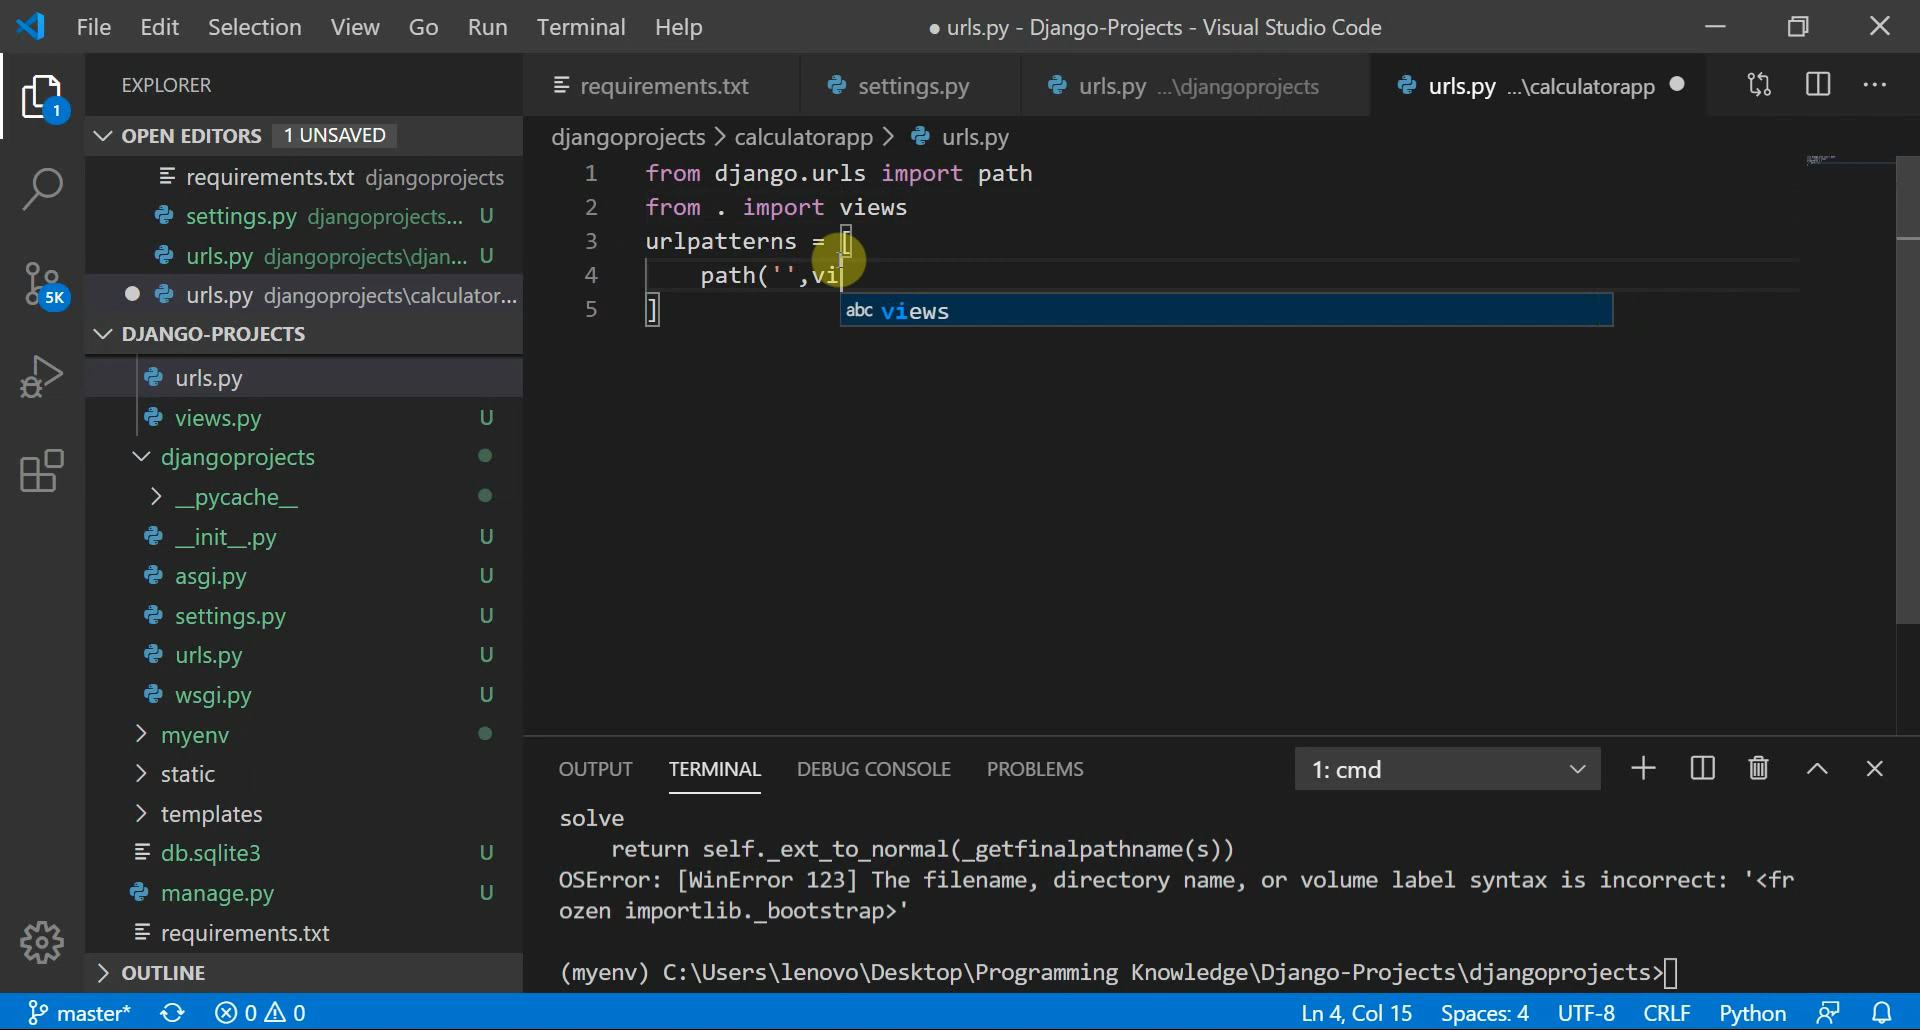 File Edit Selection View Go Run Terminal Help
● urls.py - Django-Projects - Visual Studio Code
EXPLORER
1
OPEN EDITORS 1 UNSAVED
requirements.txt djangoprojects
settings.py djangoprojects... U
urls.py djangoprojects\djan... U
urls.py djangoprojects\calculator...
5K
DJANGO-PROJECTS
urls.py
views.py U
djangoprojects
__pycache__
__init__.py U
asgi.py U
settings.py U
urls.py U
wsgi.py U
myenv
static
templates
db.sqlite3 U
manage.py U
requirements.txt
OUTLINE
requirements.txt settings.py urls.py ...\djangoprojects urls.py ...\calculatorapp
djangoprojects > calculatorapp > urls.py
1 from django.urls import path
2 from . import views
3 urlpatterns = [
4 path('',vi
5 ]
abc views
OUTPUT TERMINAL DEBUG CONSOLE PROBLEMS 1: cmd
solve
return self._ext_to_normal(_getfinalpathname(s))
OSError: [WinError 123] The filename, directory name, or volume label syntax is incorrect: '<fr
ozen importlib._bootstrap>'
(myenv) C:\Users\lenovo\Desktop\Programming Knowledge\Django-Projects\djangoprojects>
master* 0 0 Ln 4, Col 15 Spaces: 4 UTF-8 CRLF Python